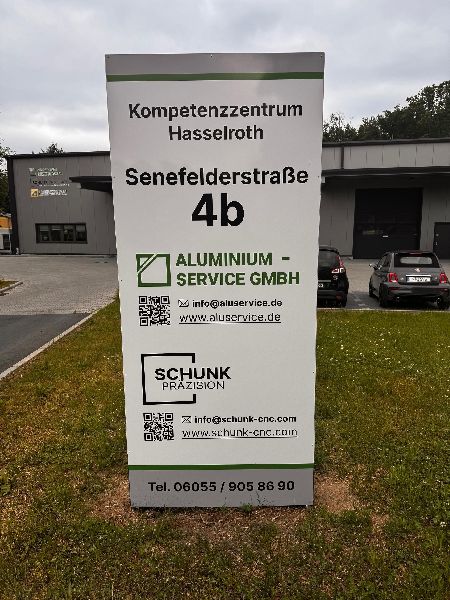 Kompetenzzentrum
Hasselroth
Senefelderstraße
4b
ALUMINIUM -
SERVICE GMBH
info@aluservice.de
www.aluservice.de
SCHUNK
PRÄZISION
info@schunk-cnc.com
www.schunk-cnc.com
Tel. 06055 / 905 86 90